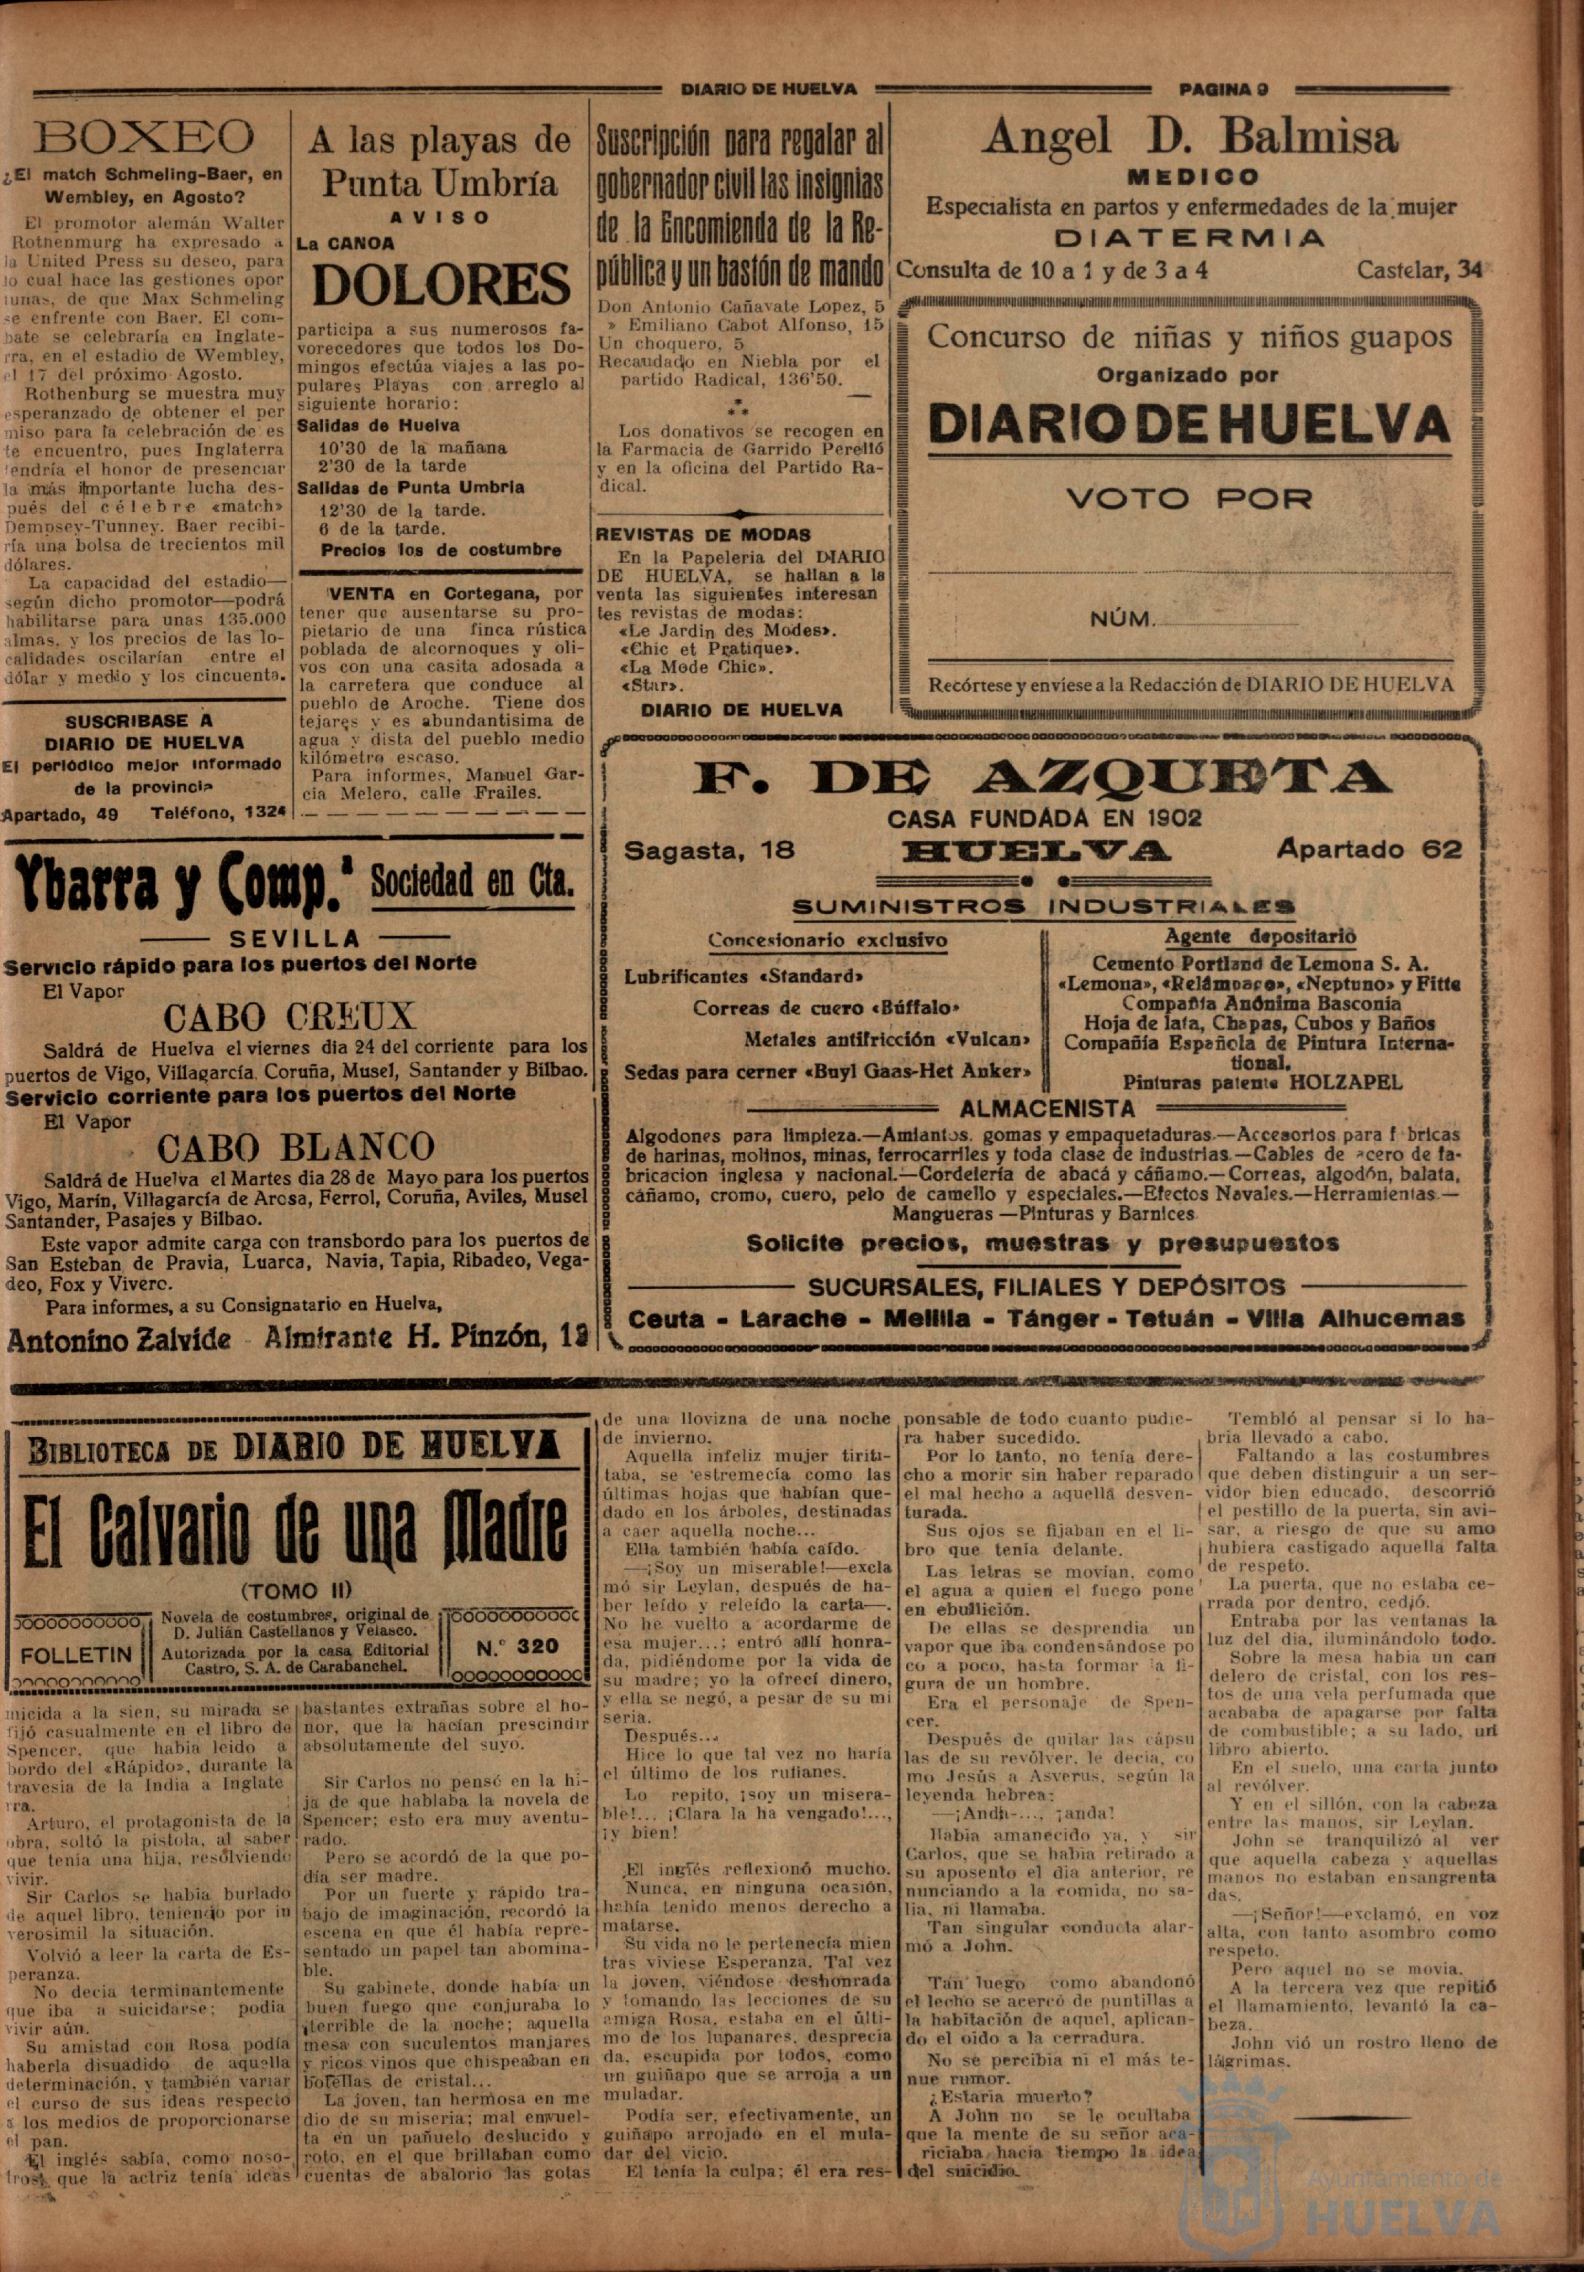 DIARIO DE HUELVA
PAGINA 9
BOXEO
¿El match Schmeling-Baer, en
Wembley, en Agosto?
El promotor alemán Walter
Rothenmurg ha expresado a
la United Press su deseo, para
lo cual hace las gestiones opor
tunas, de que Max Schmeling
se enfrente con Baer. El com-
bate se celebraría en Inglate-
rra, en el estadio de Wembley,
el 17 del próximo Agosto.
Rothenburg se muestra muy
esperanzado de obtener el per
miso para la celebración de es
te encuentro, pues Inglaterra
tendría el honor de presenciar
la más importante lucha des-
pués del célebre «match»
Dempsey-Tunney. Baer recibi-
ría una bolsa de trecientos mil
dólares.
La capacidad del estadio—
según dicho promotor—podrá
habilitarse para unas 135.000
almas, y los precios de las lo-
calidades oscilarían entre el
dólar y medio y los cincuenta.
SUSCRIBASE A
DIARIO DE HUELVA
El periódico mejor informado
de la provincia
Apartado, 49 Teléfono, 1324
A las playas de
Punta Umbría
AVISO
La CANOA
DOLORES
participa a sus numerosos fa-
vorecedores que todos los Do-
mingos efectúa viajes a las po-
pulares Playas con arreglo al
siguiente horario:
Salidas de Huelva
10'30 de la mañana
2'30 de la tarde
Salidas de Punta Umbria
12'30 de la tarde.
6 de la tarde.
Precios los de costumbre
VENTA en Cortegana, por
tener que ausentarse su pro-
pietario de una finca rústica
poblada de alcornoques y oli-
vos con una casita adosada a
la carretera que conduce al
pueblo de Aroche. Tiene dos
tejares y es abundantisima de
agua y dista del pueblo medio
kilómetro escaso.
Para informes, Manuel Gar-
cia Melero, calle Frailes.
Suscripción para regalar al
gobernador civil las insignias
de la Encomienda de la Re-
pública y un bastón de mando
Don Antonio Cañavate Lopez, 5
» Emiliano Cabot Alfonso, 15
Un choquero, 5
Recaudado en Niebla por el
partido Radical, 136'50.
Los donativos se recogen en
la Farmacia de Garrido Perelló
y en la oficina del Partido Ra-
dical.
REVISTAS DE MODAS
En la Papeleria del DIARIO
DE HUELVA, se hallan a la
venta las siguientes interesan
tes revistas de modas:
«Le Jardin des Modes».
«Chic et Pratique».
«La Mode Chic».
«Star».
DIARIO DE HUELVA
Angel D. Balmisa
MEDICO
Especialista en partos y enfermedades de la mujer
DIATERMIA
Consulta de 10 a 1 y de 3 a 4 Castelar, 34
Concurso de niñas y niños guapos
Organizado por
DIARIO DE HUELVA
VOTO POR
NÚM.
Recórtese y envíese a la Redacción de DIARIO DE HUELVA
Ybarra y Comp.ª Sociedad en Cta.
SEVILLA
Servicio rápido para los puertos del Norte
El Vapor
CABO CREUX
Saldrá de Huelva el viernes dia 24 del corriente para los
puertos de Vigo, Villagarcía, Coruña, Musel, Santander y Bilbao.
Servicio corriente para los puertos del Norte
El Vapor
CABO BLANCO
Saldrá de Huelva el Martes dia 28 de Mayo para los puertos
Vigo, Marín, Villagarcía de Arosa, Ferrol, Coruña, Aviles, Musel
Santander, Pasajes y Bilbao.
Este vapor admite carga con transbordo para los puertos de
San Esteban de Pravia, Luarca, Navia, Tapia, Ribadeo, Vega-
deo, Fox y Vivero.
Para informes, a su Consignatario en Huelva,
Antonino Zalvide - Almirante H. Pinzón, 19
F. DE AZQUETA
CASA FUNDADA EN 1902
Sagasta, 18 HUELVA Apartado 62
SUMINISTROS INDUSTRIALES
Concesionario exclusivo
Lubrificantes «Standard»
Correas de cuero «Búffalo»
Metales antifricción «Vulcan»
Sedas para cerner «Buyl Gaas-Het Anker»
Agente depositario
Cemento Portland de Lemona S. A.
«Lemona», «Relámpago», «Neptuno» y Fitte
Compañía Anónima Basconia
Hoja de lata, Chapas, Cubos y Baños
Compañía Española de Pintura Interna-
tional.
Pinturas patente HOLZAPEL
ALMACENISTA
Algodones para limpieza.—Amiantos, gomas y empaquetaduras.—Accesorios para f bricas
de harinas, molinos, minas, ferrocarriles y toda clase de industrias.—Cables de acero de fa-
bricacion inglesa y nacional.—Cordelería de abacá y cáñamo.—Correas, algodón, balata,
cáñamo, cromo, cuero, pelo de camello y especiales.—Efectos Navales.—Herramientas.—
Mangueras —Pinturas y Barnices
Solicite precios, muestras y presupuestos
SUCURSALES, FILIALES Y DEPÓSITOS
Ceuta - Larache - Melilla - Tánger - Tetuán - Villa Alhucemas
BIBLIOTECA DE DIARIO DE HUELVA
El Calvario de una Madre
(TOMO II)
FOLLETIN
Novela de costumbres, original de
D. Julián Castellanos y Velasco.
Autorizada por la casa Editorial
Castro, S. A. de Carabanchel.
N.º 320
micida a la sien, su mirada se
fijó casualmente en el libro de
Spencer, que habia leido a
bordo del «Rápido», durante la
travesia de la India a Inglate
rra.
Arturo, el protagonista de la
obra, soltó la pistola, al saber
que tenía una hija, resolviendo
vivir.
Sir Carlos se habia burlado
de aquel libro, teniendo por in
verosimil la situación.
Volvió a leer la carta de Es-
peranza.
No decia terminantemente
que iba a suicidarse; podia
vivir aún.
Su amistad con Rosa podía
haberla disuadido de aquella
determinación, y también variar
el curso de sus ideas respecto
a los medios de proporcionarse
el pan.
El inglés sabía, como noso-
tros, que la actriz tenía ideas
bastantes extrañas sobre el ho-
nor, que la hacían prescindir
absolutamente del suyo.
Sir Carlos no pensó en la hi-
ja de que hablaba la novela de
Spencer; esto era muy aventu-
rado.
Pero se acordó de la que po-
día ser madre.
Por un fuerte y rápido tra-
bajo de imaginación, recordó la
escena en que él había repre-
sentado un papel tan abomina-
ble.
Su gabinete, donde había un
buen fuego que conjuraba lo
terrible de la noche; aquella
mesa con suculentos manjares
y ricos vinos que chispeaban en
botellas de cristal...
La joven, tan hermosa en me
dio de su miseria; mal envuel-
ta en un pañuelo deslucido y
roto, en el que brillaban como
cuentas de abalorio las gotas
de una llovizna de una noche
de invierno.
Aquella infeliz mujer tiriti-
taba, se estremecía como las
últimas hojas que habían que-
dado en los árboles, destinadas
a caer aquella noche...
Ella también había caído.
—¡Soy un miserable!—excla
mó sir Leylan, después de ha-
ber leído y releído la carta—.
No he vuelto a acordarme de
esa mujer...; entró allí honra-
da, pidiéndome por la vida de
su madre; yo la ofrecí dinero,
y ella se negó, a pesar de su mi
seria.
Después...
Hice lo que tal vez no haría
el último de los rufianes.
Lo repito, ¡soy un misera-
ble!... ¡Clara la ha vengado!...,
¡y bien!
El inglés reflexionó mucho.
Nunca, en ninguna ocasión,
había tenido menos derecho a
matarse.
Su vida no le pertenecía mien
tras viviese Esperanza. Tal vez
la joven, viéndose deshonrada
y tomando las lecciones de su
amiga Rosa, estaba en el últi-
mo de los lupanares, desprecia
da, escupida por todos, como
un guiñapo que se arroja a un
muladar.
Podía ser, efectivamente, un
guiñapo arrojado en el mula-
dar del vicio.
El tenía la culpa; él era res-
ponsable de todo cuanto pudie-
ra haber sucedido.
Por lo tanto, no tenía dere-
cho a morir sin haber reparado
el mal hecho a aquella desven-
turada.
Sus ojos se fijaban en el li-
bro que tenía delante.
Las letras se movían, como
el agua a quien el fuego pone
en ebullición.
De ellas se desprendia un
vapor que iba condensándose po
co a poco, hasta formar la fi-
gura de un hombre.
Era el personaje de Spen-
cer.
Después de quitar las cápsu
las de su revólver, le decía, co
mo Jesús a Asverus, según la
leyenda hebrea:
—¡Anda..., ¡anda!
Habia amanecido ya, y sir
Carlos, que se había retirado a
su aposento el dia anterior, re
nunciando a la comida, no sa-
lia, ni llamaba.
Tan singular conducta alar-
mó a John.
Tan luego como abandonó
el lecho se acercó de puntillas a
la habitación de aquel, aplican-
do el oido a la cerradura.
No se percibia ni el más te-
nue rumor.
¿Estaria muerto?
A John no se le ocultaba
que la mente de su señor aca-
riciaba hacia tiempo la idea
del suicidio.
Tembló al pensar si lo ha-
bria llevado a cabo.
Faltando a las costumbres
que deben distinguir a un ser-
vidor bien educado, descorrió
el pestillo de la puerta, sin avi-
sar, a riesgo de que su amo
hubiera castigado aquella falta
de respeto.
La puerta, que no estaba ce-
rrada por dentro, cedió.
Entraba por las ventanas la
luz del dia, iluminándolo todo.
Sobre la mesa habia un can
delero de cristal, con los res-
tos de una vela perfumada que
acababa de apagarse por falta
de combustible; a su lado, un
libro abierto.
En el suelo, una carta junto
al revólver.
Y en el sillón, con la cabeza
entre las manos, sir Leylan.
John se tranquilizó al ver
que aquella cabeza y aquellas
manos no estaban ensangrenta
das.
—¡Señor!—exclamó, en voz
alta, con tanto asombro como
respeto.
Pero aquel no se movia.
A la tercera vez que repitió
el llamamiento, levantó la ca-
beza.
John vió un rostro lleno de
lágrimas.
Ayuntamiento de
HUELVA